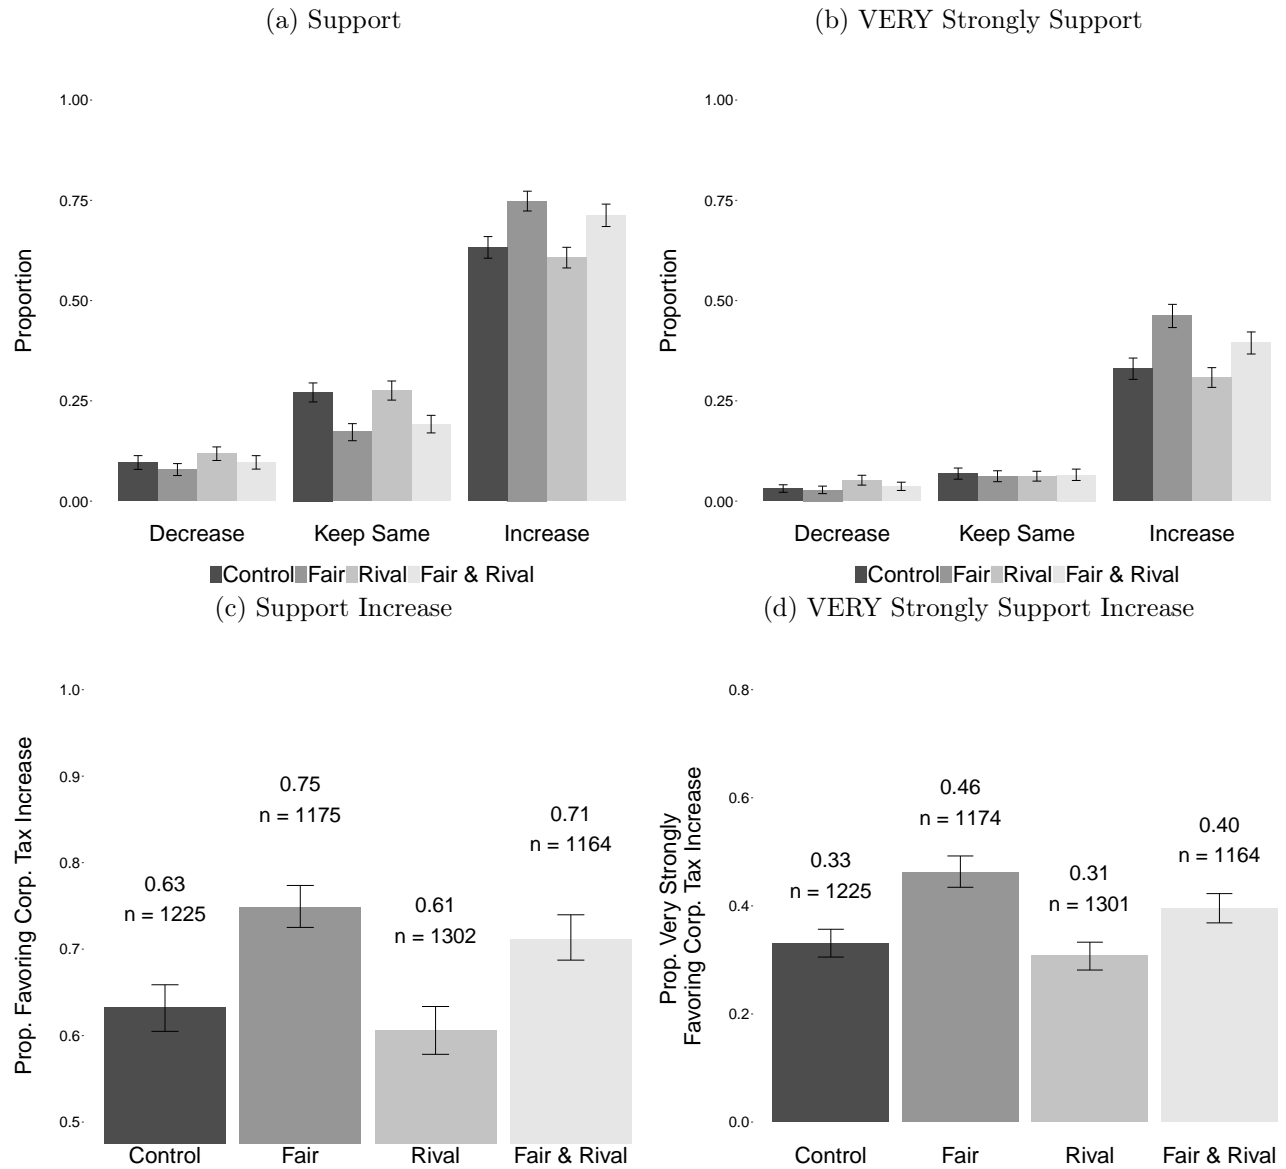 (a) Support
1.00
0.75
0.50
0.25
0.00
Proportion
Decrease Keep Same Increase
Control Fair Rival Fair & Rival
(b) VERY Strongly Support
1.00
0.75
0.50
0.25
0.00
Proportion
Decrease Keep Same Increase
Control Fair Rival Fair & Rival
(c) Support Increase
1.0
0.9
0.8
0.7
0.6
0.5
Prop. Favoring Corp. Tax Increase
0.63
n = 1225
0.75
n = 1175
0.61
n = 1302
0.71
n = 1164
Control Fair Rival Fair & Rival
(d) VERY Strongly Support Increase
0.8
0.6
0.4
0.2
0.0
Prop. Very Strongly
Favoring Corp. Tax Increase
0.33
n = 1225
0.46
n = 1174
0.31
n = 1301
0.40
n = 1164
Control Fair Rival Fair & Rival